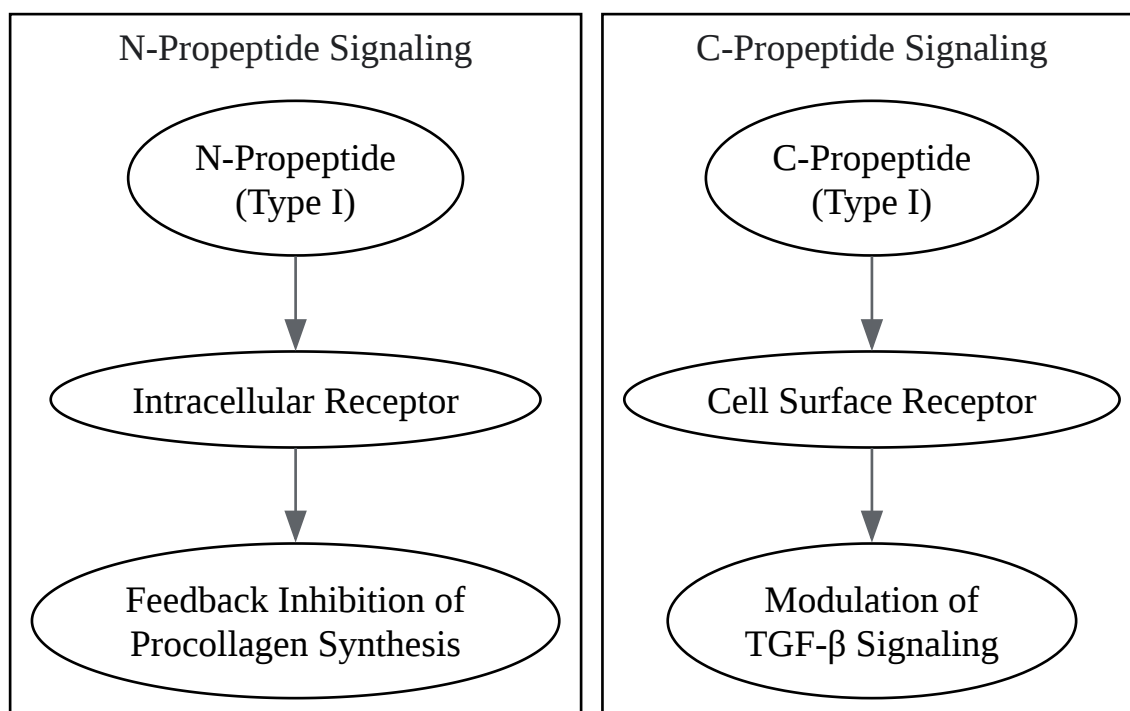 N-Propeptide Signaling
N-Propeptide
(Type I)
Intracellular Receptor
Feedback Inhibition of
Procollagen Synthesis
C-Propeptide Signaling
C-Propeptide
(Type I)
Cell Surface Receptor
Modulation of
TGF-β Signaling